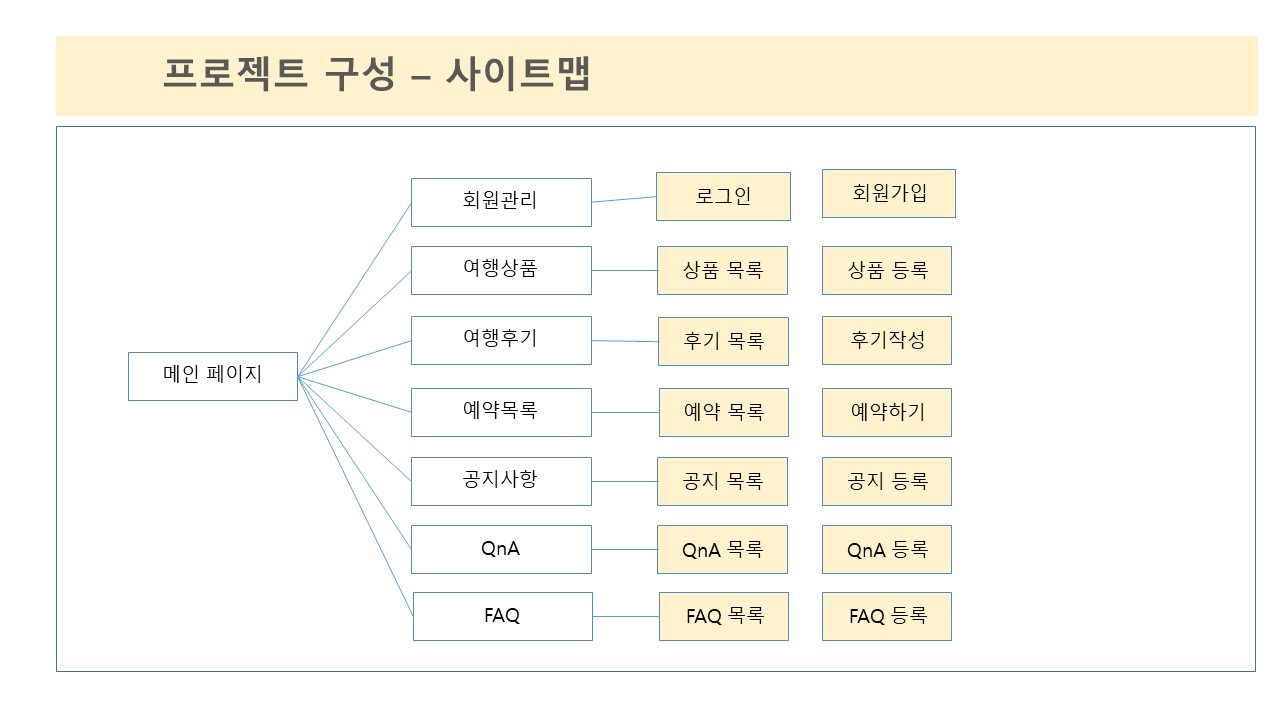 프로젝트 구성 – 사이트맵
회원관리
로그인
회원가입
여행상품
상품 목록
상품 등록
여행후기
후기 목록
후기작성
메인 페이지
예약목록
예약 목록
예약하기
공지사항
공지 목록
공지 등록
QnA
QnA 목록
QnA 등록
FAQ
FAQ 목록
FAQ 등록